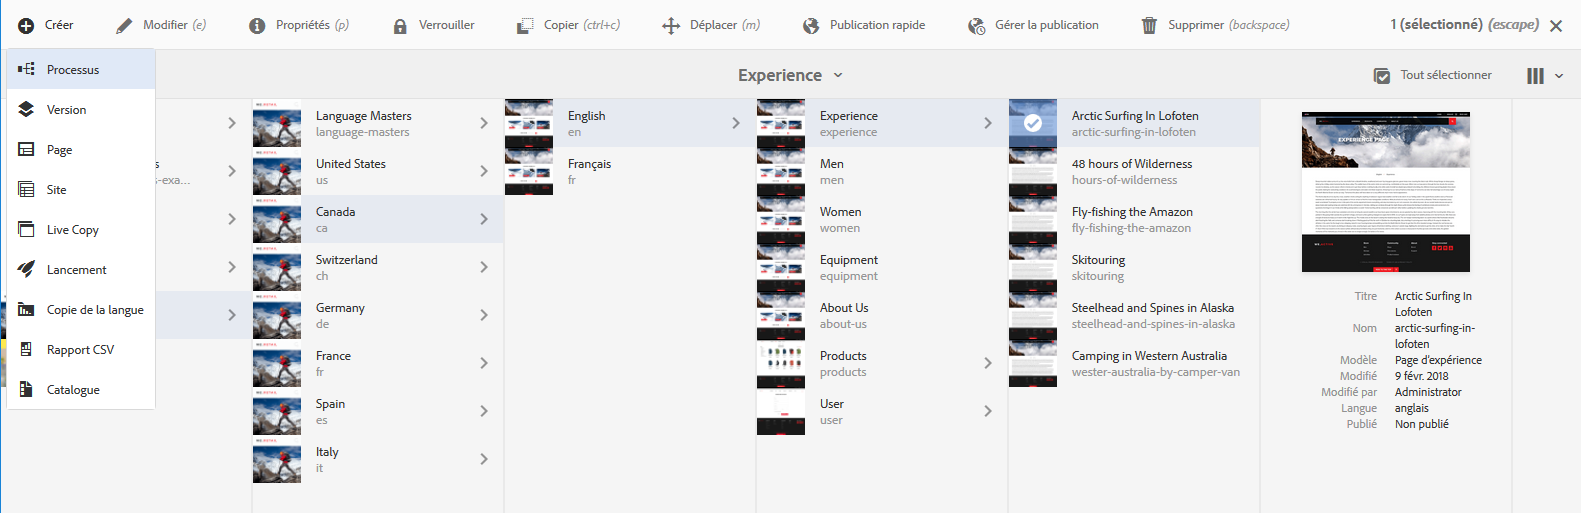 Créer
Modifier (e)
Propriétés (p)
Verrouiller
Copier (ctrl+c)
Déplacer (m)
Publication rapide
Gérer la publication
Supprimer (backspace)
1 (sélectionné) (escape)
Experience
Tout sélectionner
Processus
Version
Page
Site
Live Copy
Lancement
Copie de la langue
Rapport CSV
Catalogue
s
s-exa...
Language Masters
language-masters
United States
us
Canada
ca
Switzerland
ch
Germany
de
France
fr
Spain
es
Italy
it
English
en
Français
fr
Experience
experience
Men
men
Women
women
Equipment
equipment
About Us
about-us
Products
products
User
user
Arctic Surfing In Lofoten
arctic-surfing-in-lofoten
48 hours of Wilderness
hours-of-wilderness
Fly-fishing the Amazon
fly-fishing-the-amazon
Skitouring
skitouring
Steelhead and Spines in Alaska
steelhead-and-spines-in-alaska
Camping in Western Australia
wester-australia-by-camper-van
EXPERIENCE PAGE
Titre Arctic Surfing In
Lofoten
Nom arctic-surfing-in-
lofoten
Modèle Page d'expérience
Modifié 9 févr. 2018
Modifié par Administrator
Langue anglais
Publié Non publié